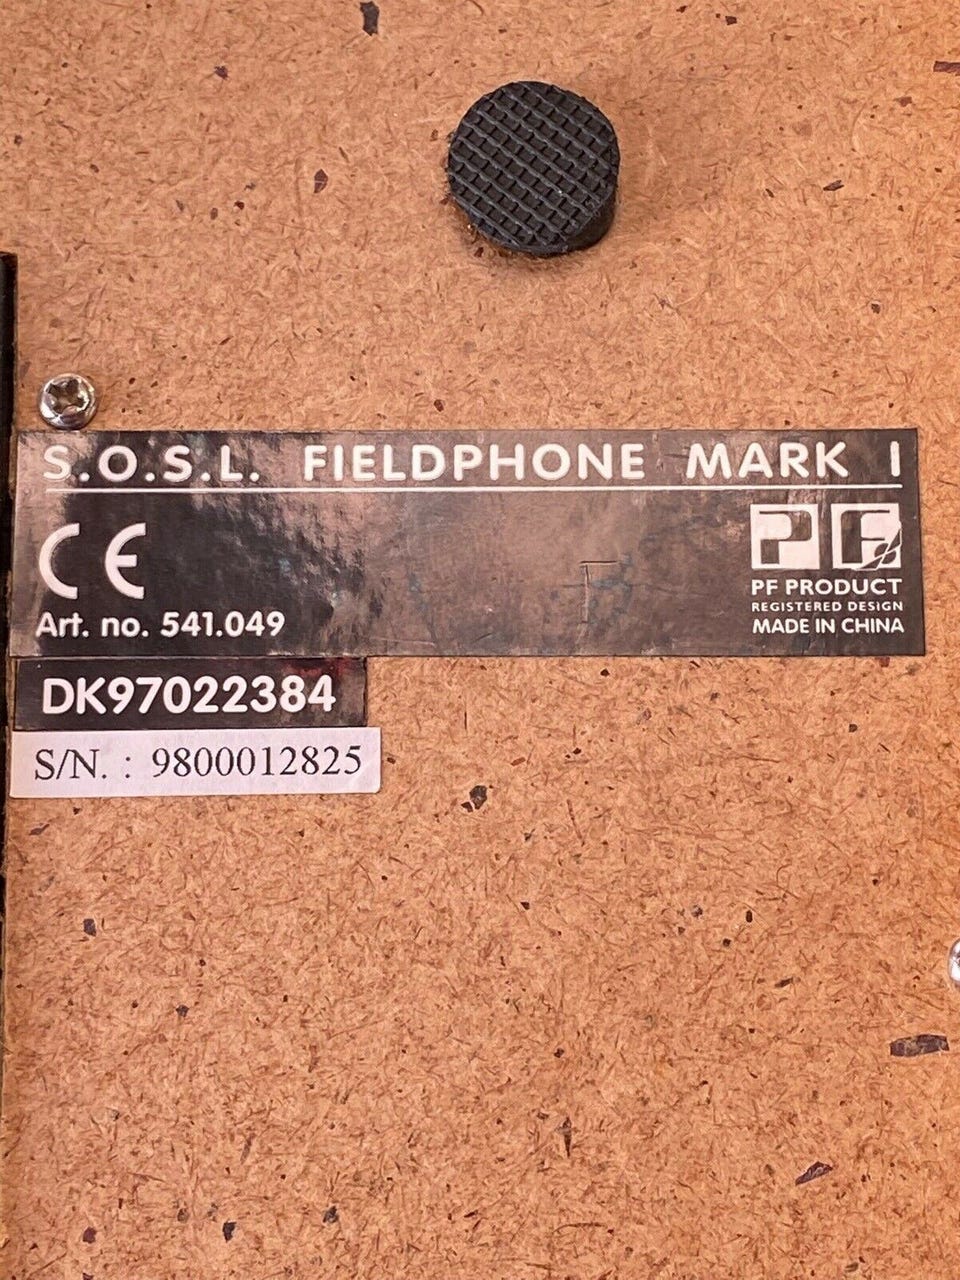 S.O.S.L. FIELDPHONE MARK I
CE
Art. no. 541.049
PF
PF PRODUCT
REGISTERED DESIGN
MADE IN CHINA
DK97022384
S/N. : 9800012825